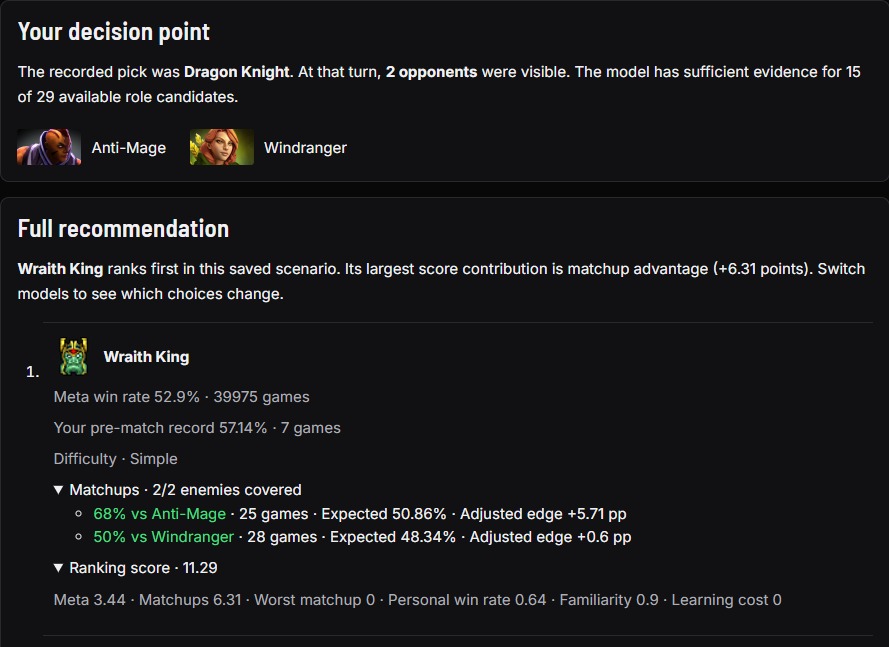 Your decision point
The recorded pick was Dragon Knight. At that turn, 2 opponents were visible. The model has sufficient evidence for 15
of 29 available role candidates.
Anti-Mage
Windranger
Full recommendation
Wraith King ranks first in this saved scenario. Its largest score contribution is matchup advantage (+6.31 points). Switch
models to see which choices change.
1.
Wraith King
Meta win rate 52.9% · 39975 games
Your pre-match record 57.14% · 7 games
Difficulty · Simple
▼ Matchups · 2/2 enemies covered
◦ 68% vs Anti-Mage · 25 games · Expected 50.86% · Adjusted edge +5.71 pp
◦ 50% vs Windranger · 28 games · Expected 48.34% · Adjusted edge +0.6 pp
▼ Ranking score · 11.29
Meta 3.44 · Matchups 6.31 · Worst matchup 0 · Personal win rate 0.64 · Familiarity 0.9 · Learning cost 0